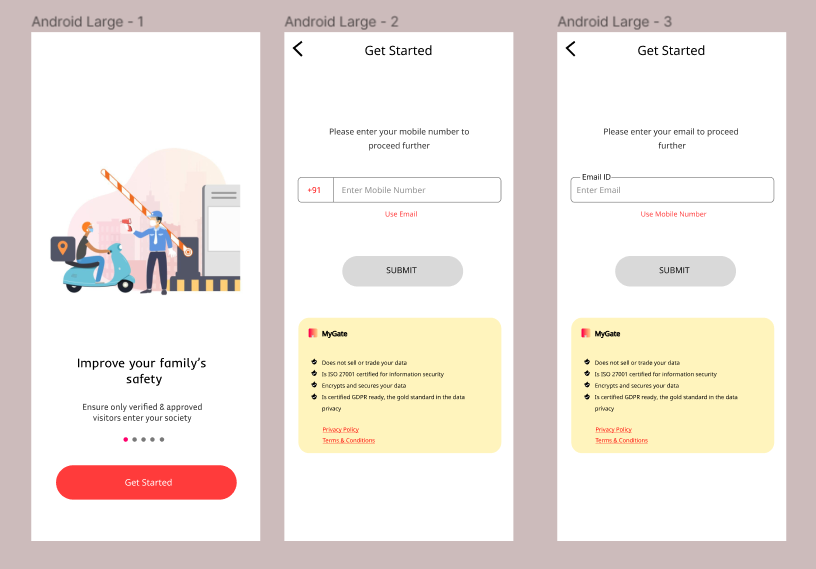 Android Large - 1
Improve your family's
safety
Ensure only verified & approved
visitors enter your society
Get Started
Android Large - 2
Get Started
Please enter your mobile number to
proceed further
+91 Enter Mobile Number
Use Email
SUBMIT
MyGate
Does not sell or trade your data
Is ISO 27001 certified for information security
Encrypts and secures your data
Is certified GDPR ready, the gold standard in the data
privacy
Privacy Policy
Terms & Conditions
Android Large - 3
Get Started
Please enter your email to proceed
further
Email ID
Enter Email
Use Mobile Number
SUBMIT
MyGate
Does not sell or trade your data
Is ISO 27001 certified for information security
Encrypts and secures your data
Is certified GDPR ready, the gold standard in the data
privacy
Privacy Policy
Terms & Conditions